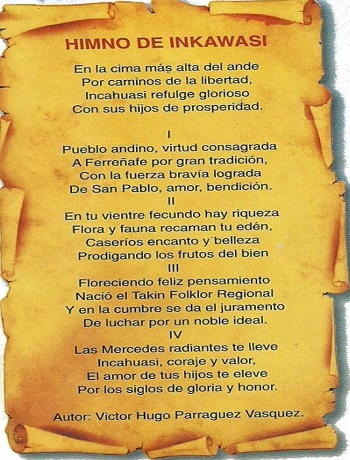 HIMNO DE INKAWASI
En la cima más alta del ande
Por caminos de la libertad,
Incahuasi refulge glorioso
Con sus hijos de prosperidad.
I
Pueblo andino, virtud consagrada
A Ferreñafe por gran tradición,
Con la fuerza bravía lograda
De San Pablo, amor, bendición.
II
En tu vientre fecundo hay riqueza
Flora y fauna recaman tu edén,
Caseríos encanto y belleza
Prodigando los frutos del bien
III
Floreciendo feliz pensamiento
Nació el Takin Folklor Regional
Y en la cumbre se da el juramento
De luchar por un noble ideal.
IV
Las Mercedes radiantes te lleve
Incahuasi, coraje y valor,
El amor de tus hijos te eleve
Por los siglos de gloria y honor.
Autor: Victor Hugo Parraguez Vasquez.